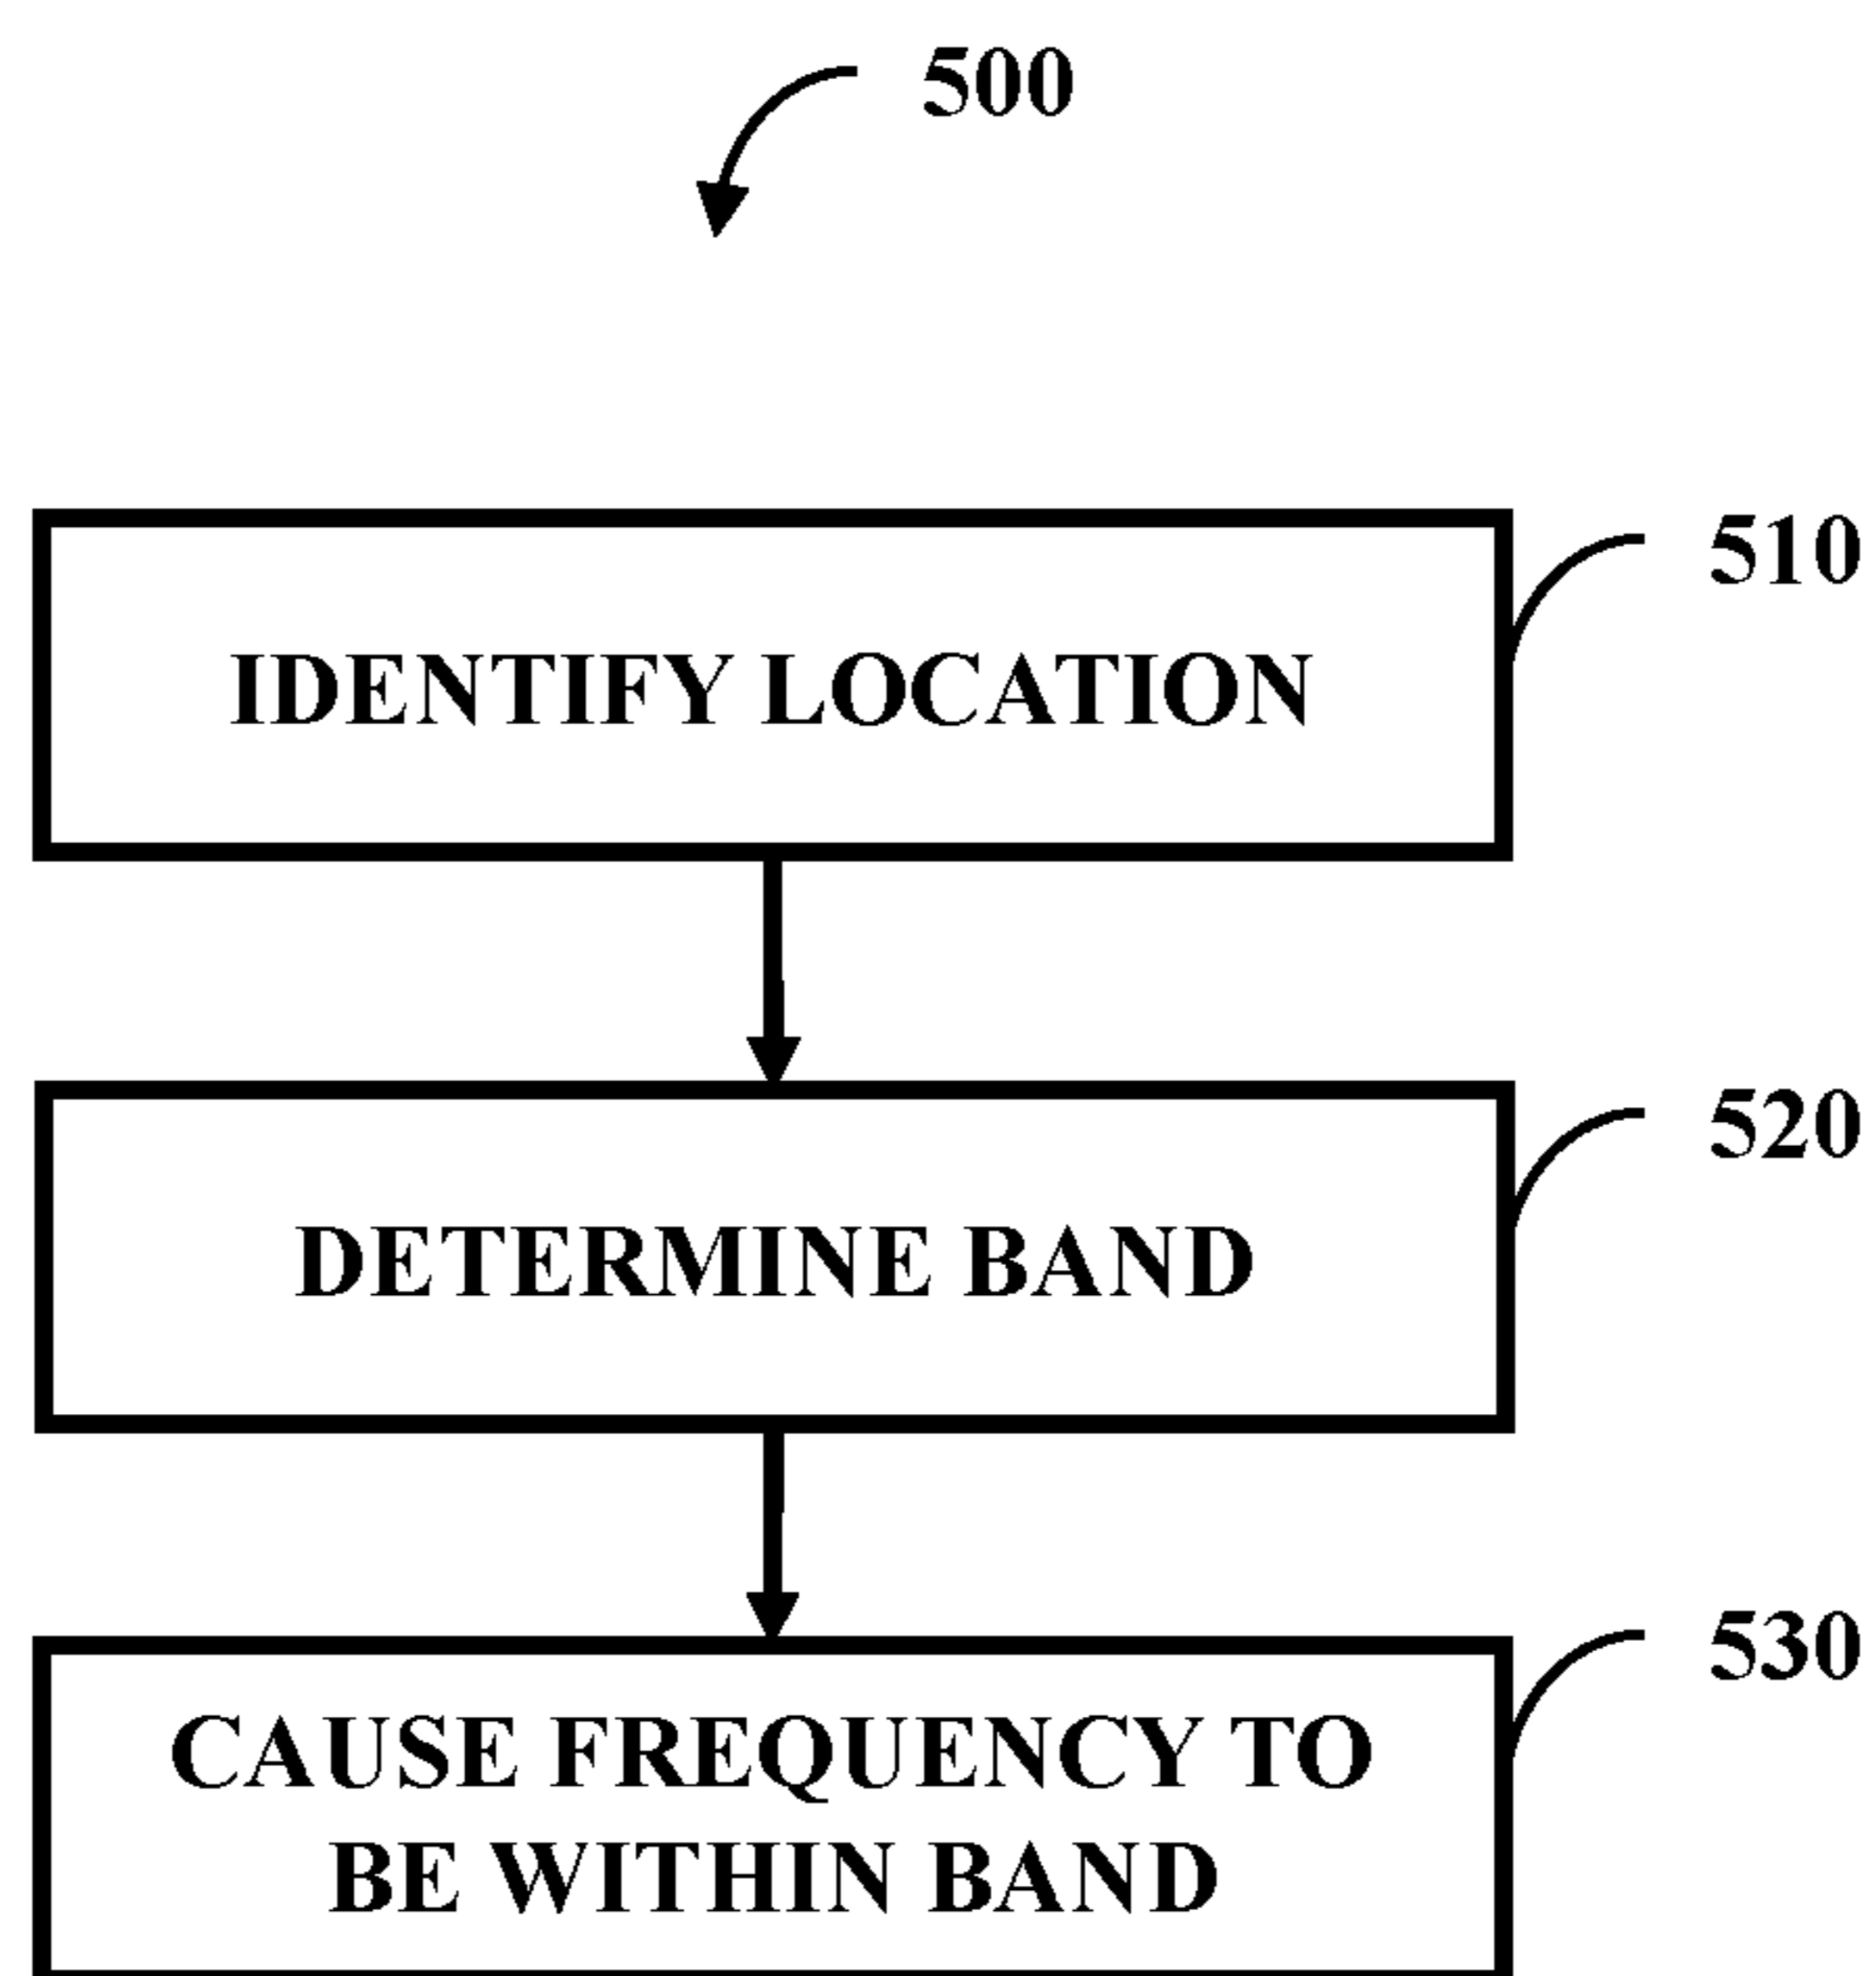 500
510
IDENTIFY LOCATION
520
DETERMINE BAND
530
CAUSE FREQUENCY TO
BE WITHIN BAND